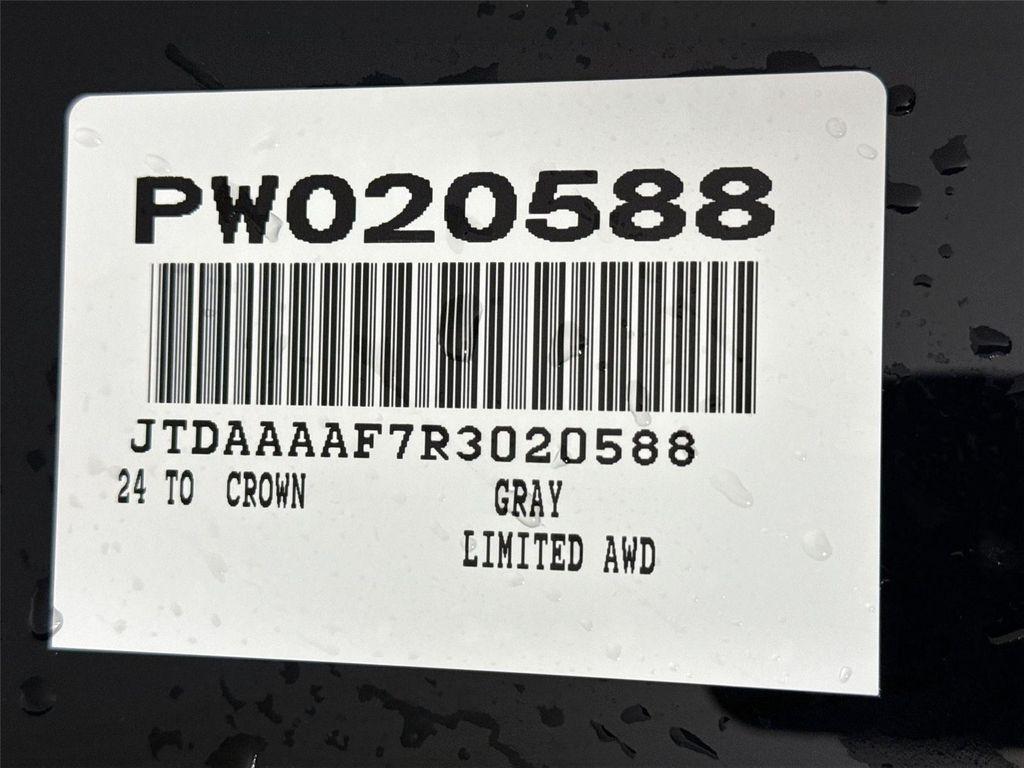 PW020588
JTDAAAAF7R3020588
24 TO CROWN GRAY
LIMITED AWD